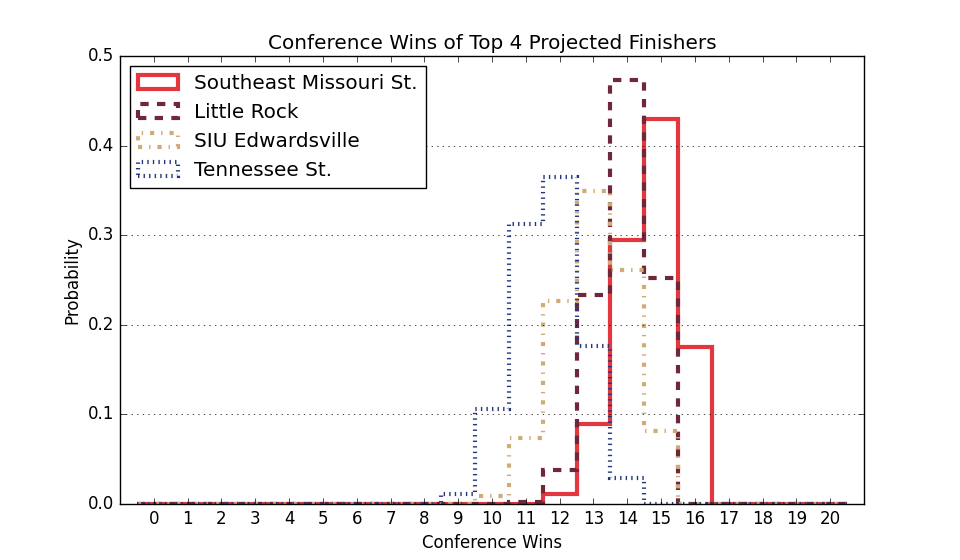 Conference Wins of Top 4 Projected Finishers
Southeast Missouri St.
Little Rock
SIU Edwardsville
Tennessee St.
0.5
0.4
0.3
0.2
0.1
0.0
Probability
0 1 2 3 4 5 6 7 8 9 10 11 12 13 14 15 16 17 18 19 20
Conference Wins